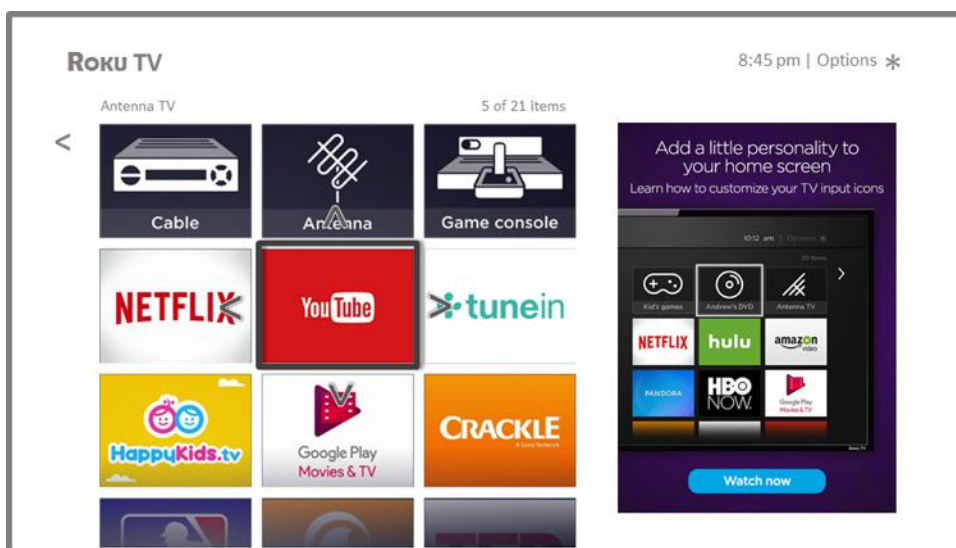 ROKU TV
8:45 pm | Options *
Antenna TV
5 of 21 items
<
Cable
Antenna
Game console
NETFLIX
YouTube
tunein
HappyKids.tv
Google Play
Movies & TV
CRACKLE
Add a little personality to
your home screen
Learn how to customize your TV input icons
10:12 am | Options *
>
Kid's games
Andrew's DVD
Antenna TV
NETFLIX
hulu
amazon
video
PANDORA
HBO
NOW
Google Play
Movies & TV
Roku TV
Watch now